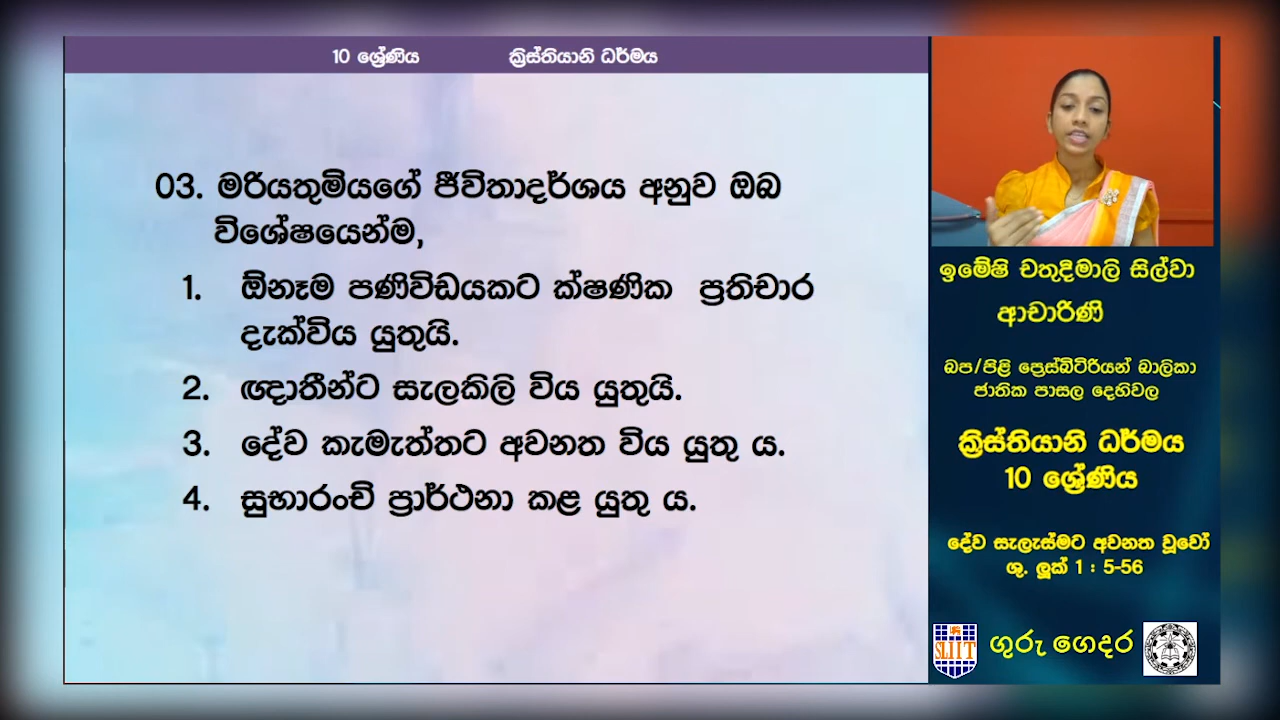 10 ශ්‍රේණිය ක්‍රිස්තියානි ධර්මය
03. මරියතුමියගේ ජීවිතාදර්ශය අනුව ඔබ
විශේෂයෙන්ම,
1. ඕනෑම පණිවිඩයකට ක්ෂණික ප්‍රතිචාර
දැක්විය යුතුයි.
2. ඥාතීන්ට සැලකිලි විය යුතුයි.
3. දේව කැමැත්තට අවනත විය යුතු ය.
4. සුභාරංචි ප්‍රාර්ථනා කළ යුතු ය.
ඉමේෂි චතුදිමාලි සිල්වා
ආචාරිණි
බප/පිළි ප්‍රෙස්බිටිරියන් බාලිකා
ජාතික පාසල දෙහිවල
ක්‍රිස්තියානි ධර්මය
10 ශ්‍රේණිය
දේව සැලැස්මට අවනත වූවෝ
ශු. ලූක් 1 : 5-56
SLIIT
ගුරු ගෙදර